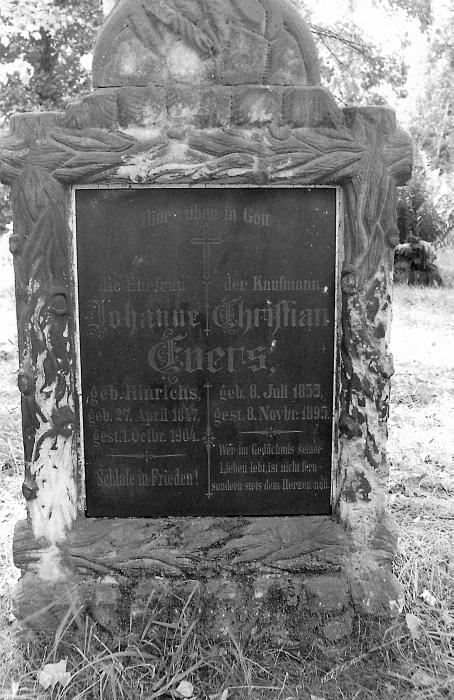 Hier ruhen in Gott
die Ehefrau
Johanne
der Kaufmann
Christian
Evers,
geb. Hinrichs,
geb. 27. April 1847,
gest. 1. Octbr. 1904.
Schlafe in Frieden!
geb. 8. Juli 1853,
gest. 8. Novbr. 1895.
Wer im Gedächtnis seiner
Lieben lebt, ist nicht fern
sondern stets dem Herzen nah.